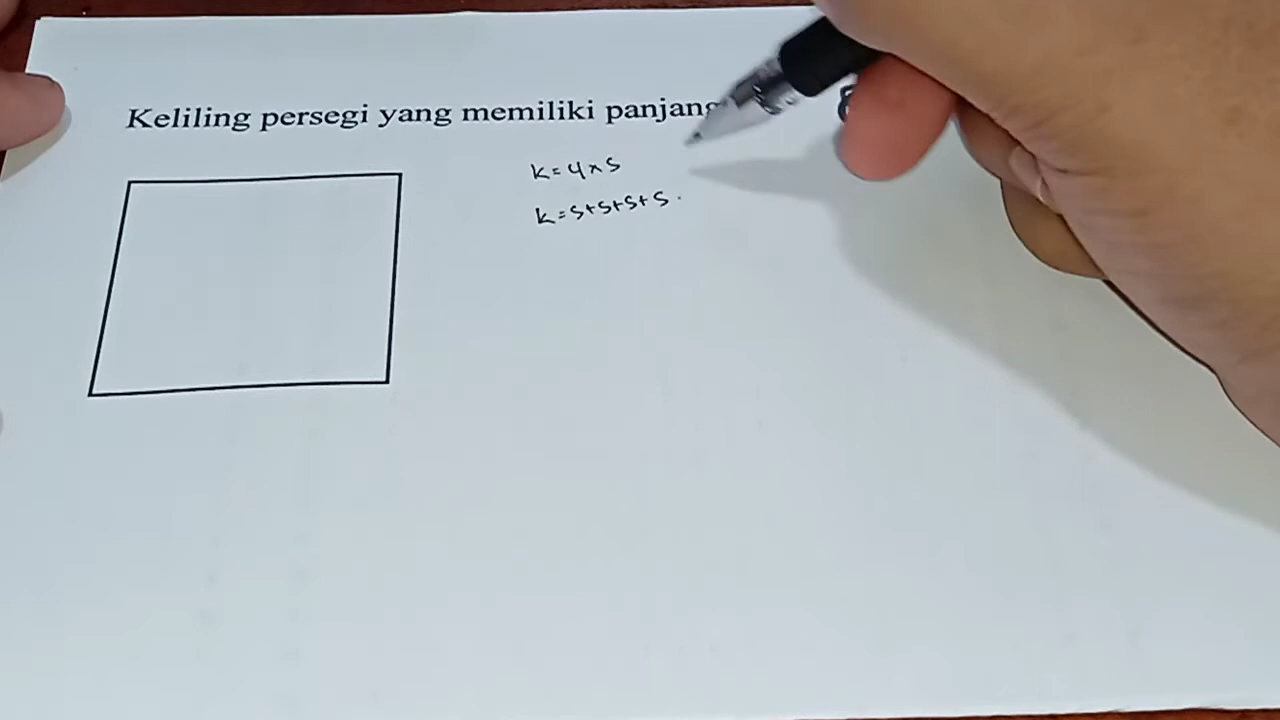 Keliling persegi yang memiliki panjang
K = 4 × s
K = s+s+s+s.